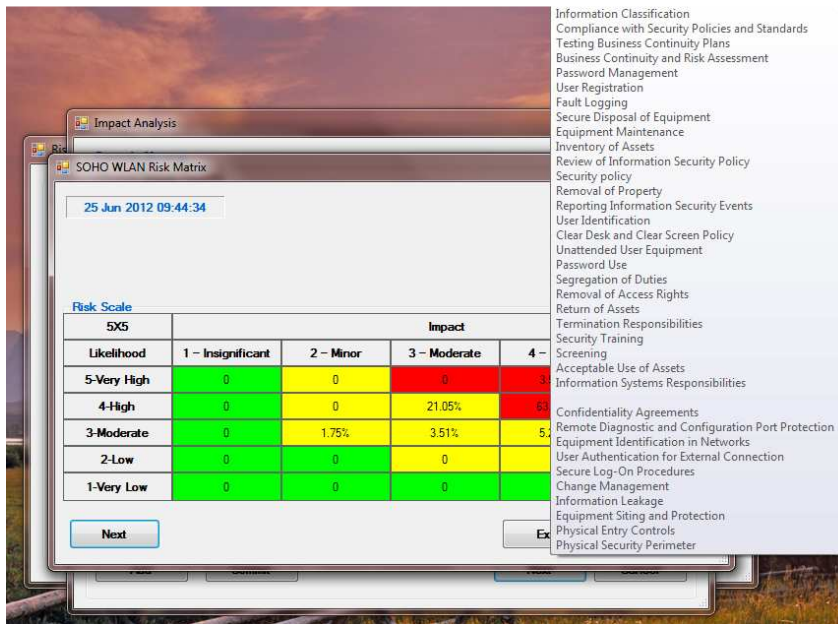 Impact Analysis
Ris
SOHO WLAN Risk Matrix
25 Jun 2012 09:44:34
Risk Scale
5X5 Impact
Likelihood 1 – Insignificant 2 – Minor 3 – Moderate 4 –
5-Very High 0 0 0
4-High 0 0 21.05%
3-Moderate 0 1.75% 3.51% 5.2
2-Low 0 0 0
1-Very Low 0 0 0
Next Ex
Information Classification
Compliance with Security Policies and Standards
Testing Business Continuity Plans
Business Continuity and Risk Assessment
Password Management
User Registration
Fault Logging
Secure Disposal of Equipment
Equipment Maintenance
Inventory of Assets
Review of Information Security Policy
Security policy
Removal of Property
Reporting Information Security Events
User Identification
Clear Desk and Clear Screen Policy
Unattended User Equipment
Password Use
Segregation of Duties
Removal of Access Rights
Return of Assets
Termination Responsibilities
Security Training
Screening
Acceptable Use of Assets
Information Systems Responsibilities
Confidentiality Agreements
Remote Diagnostic and Configuration Port Protection
Equipment Identification in Networks
User Authentication for External Connection
Secure Log-On Procedures
Change Management
Information Leakage
Equipment Siting and Protection
Physical Entry Controls
Physical Security Perimeter